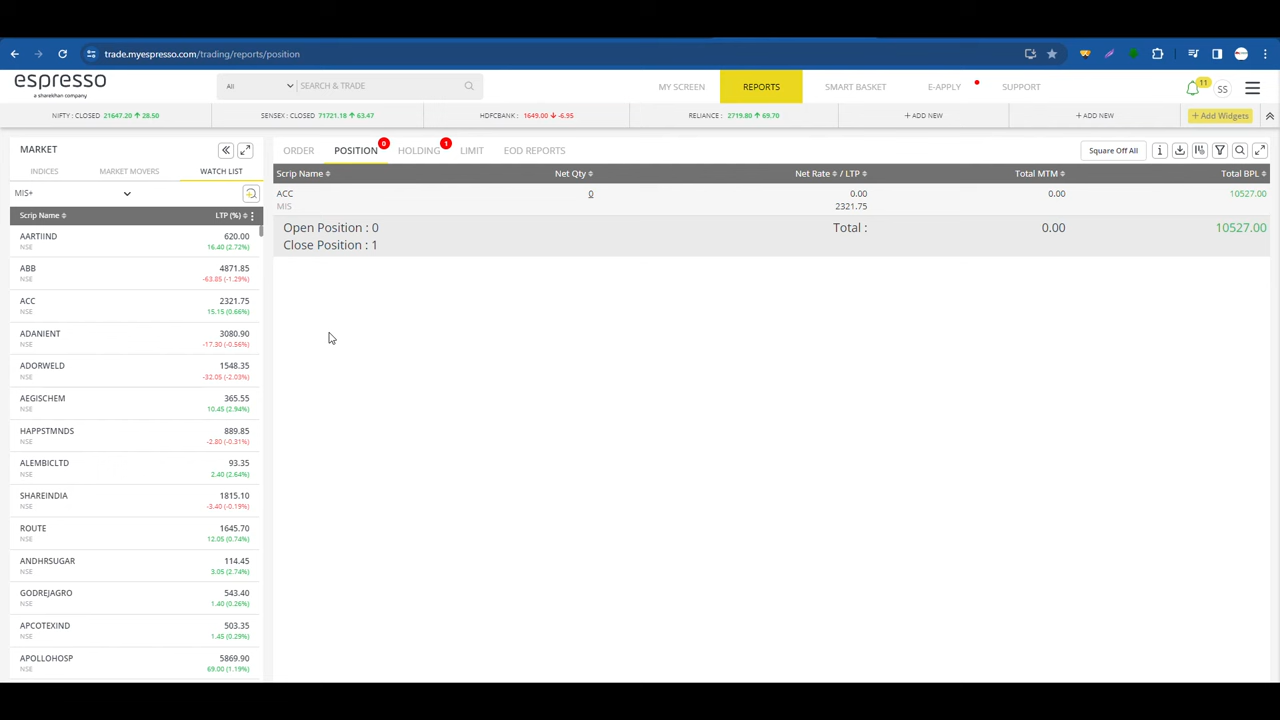 trade.myespresso.com/trading/reports/position
espresso
a sharekhan company
All
SEARCH & TRADE
MY SCREEN
REPORTS
SMART BASKET
E-APPLY
SUPPORT
11
SS
NIFTY : CLOSED 21647.20 ↑ 28.50
SENSEX : CLOSED 71721.18 ↑ 63.47
HDFCBANK : 1649.00 ↓ -6.95
RELIANCE : 2719.80 ↑ 69.70
+ ADD NEW
+ ADD NEW
+ Add Widgets
MARKET
INDICES
MARKET MOVERS
WATCH LIST
MIS+
Scrip Name
LTP (%)
AARTIIND 620.00
NSE 16.40 (2.72%)
ABB 4871.85
NSE -63.85 (-1.29%)
ACC 2321.75
NSE 15.15 (0.66%)
ADANIENT 3080.90
NSE -17.30 (-0.56%)
ADORWELD 1548.35
NSE -32.05 (-2.03%)
AEGISCHEM 365.55
NSE 10.45 (2.94%)
HAPPSTMNDS 889.85
NSE -2.80 (-0.31%)
ALEMBICLTD 93.35
NSE 2.40 (2.64%)
SHAREINDIA 1815.10
NSE -3.40 (-0.19%)
ROUTE 1645.70
NSE 12.05 (0.74%)
ANDHRSUGAR 114.45
NSE 3.05 (2.74%)
GODREJAGRO 543.40
NSE 1.40 (0.26%)
APCOTEXIND 503.35
NSE 1.45 (0.29%)
APOLLOHOSP 5869.90
NSE 69.00 (1.19%)
ORDER
POSITION 0
HOLDING 1
LIMIT
EOD REPORTS
Square Off All
Scrip Name Net Qty Net Rate / LTP Total MTM Total BPL
ACC 0 0.00 0.00 10527.00
MIS 2321.75
Open Position : 0 Total : 0.00 10527.00
Close Position : 1